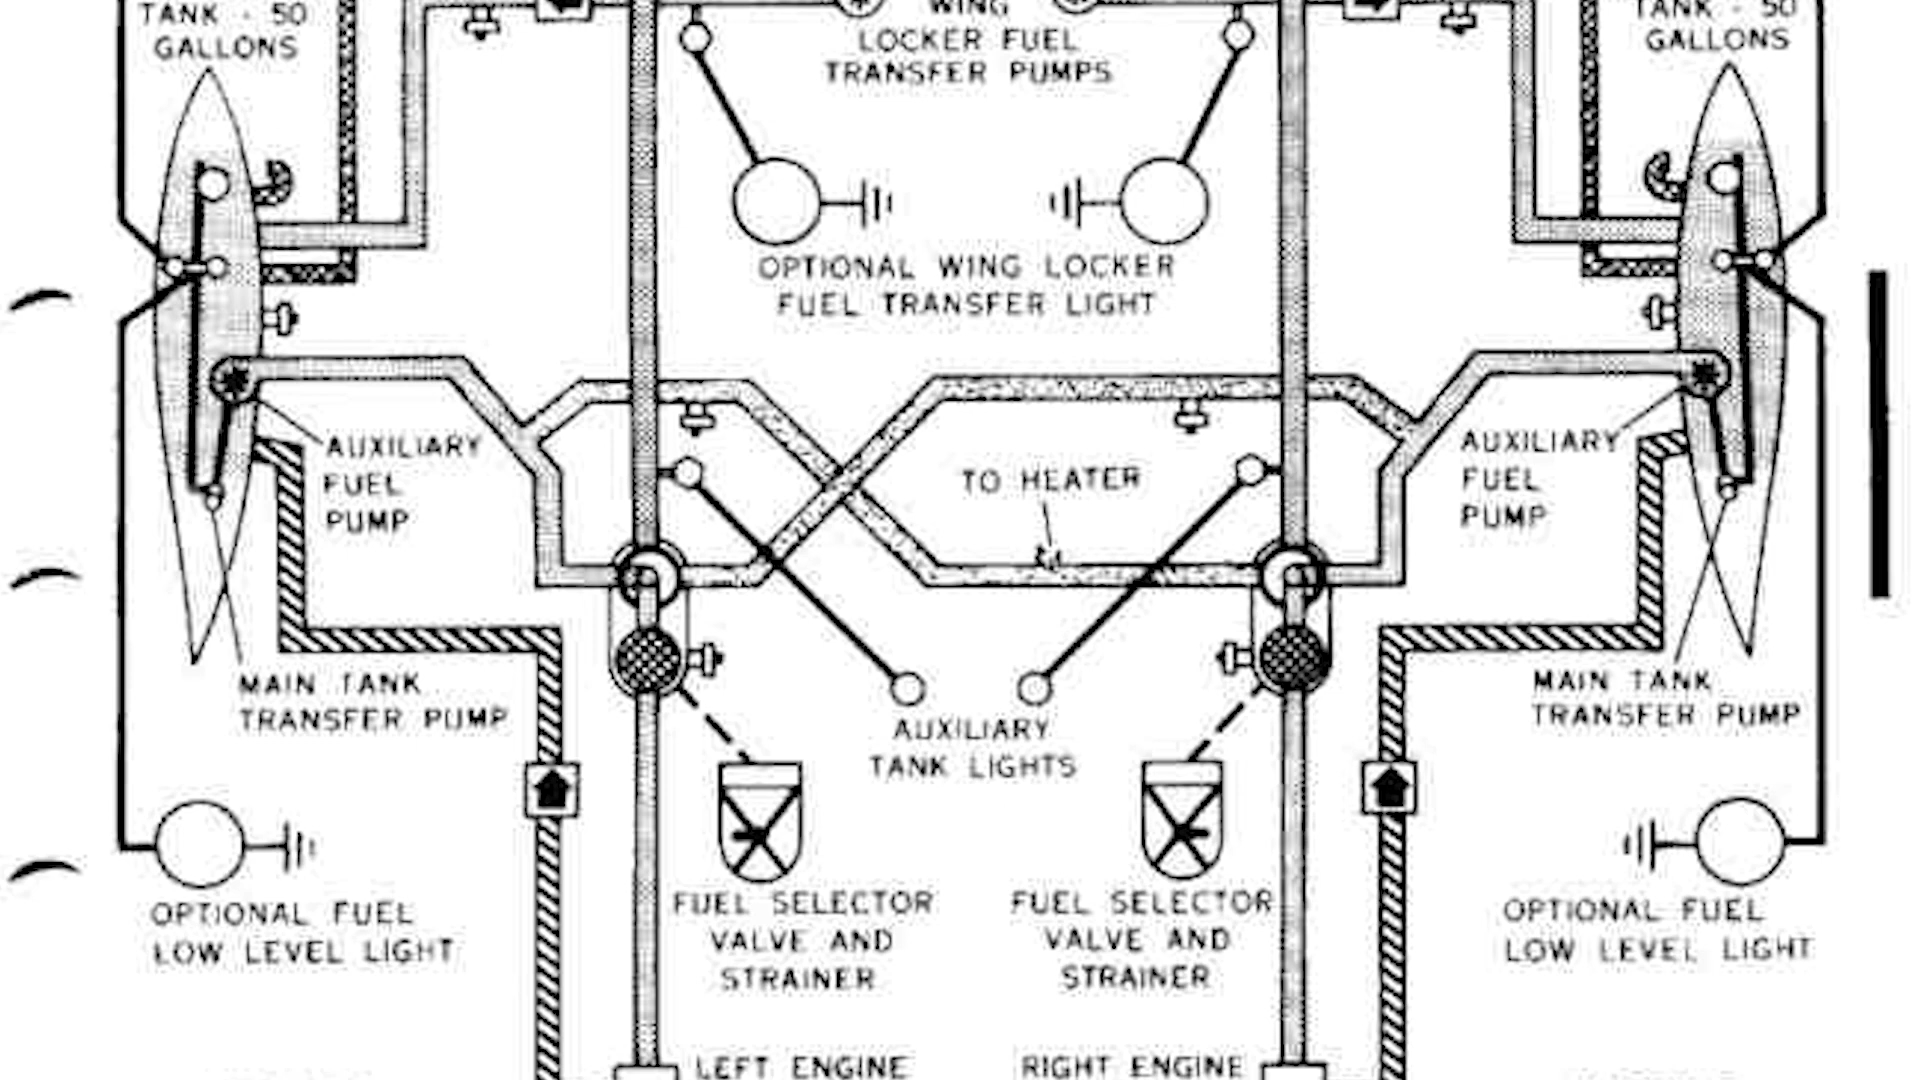 TANK - 50
GALLONS
WING
LOCKER FUEL
TRANSFER PUMPS
TANK - 50
GALLONS
OPTIONAL WING LOCKER
FUEL TRANSFER LIGHT
AUXILIARY
FUEL
PUMP
TO HEATER
AUXILIARY
FUEL
PUMP
MAIN TANK
TRANSFER PUMP
AUXILIARY
TANK LIGHTS
MAIN TANK
TRANSFER PUMP
OPTIONAL FUEL
LOW LEVEL LIGHT
FUEL SELECTOR
VALVE AND
STRAINER
FUEL SELECTOR
VALVE AND
STRAINER
OPTIONAL FUEL
LOW LEVEL LIGHT
LEFT ENGINE
RIGHT ENGINE